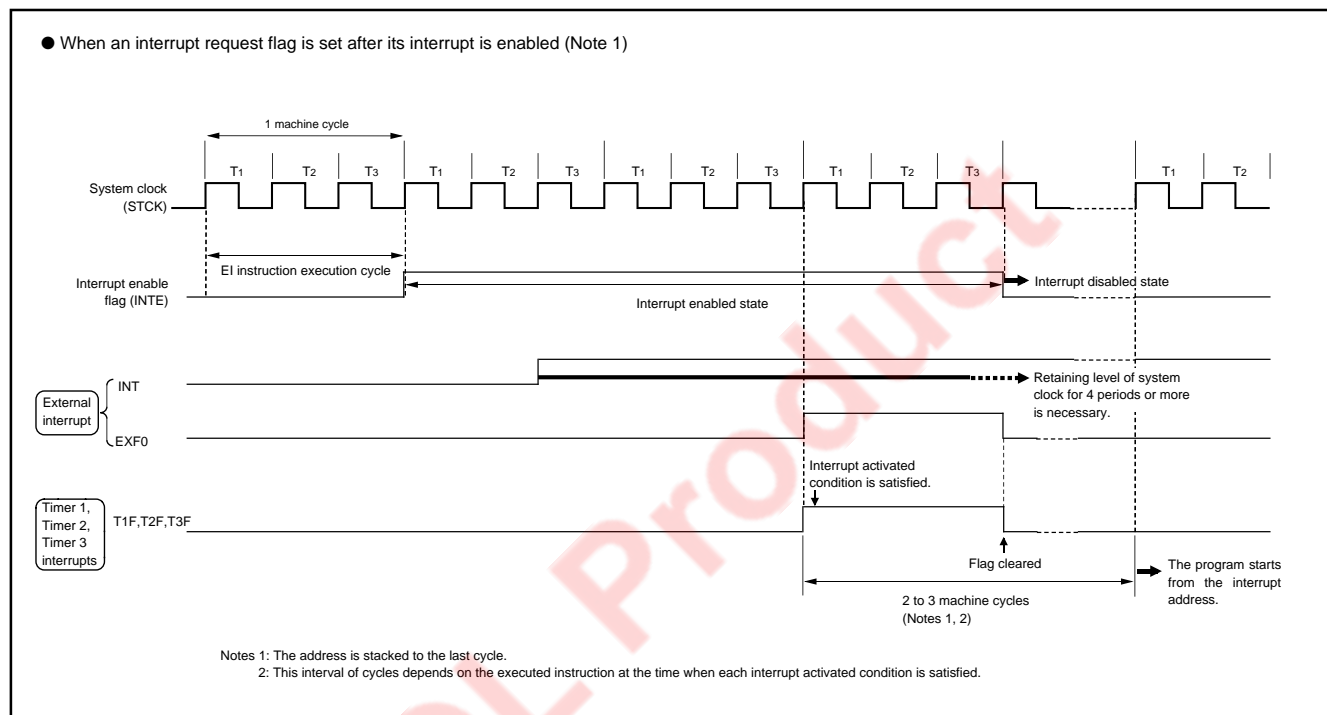 ● When an interrupt request flag is set after its interrupt is enabled (Note 1)
1 machine cycle
T1 T2 T3 T1 T2 T3 T1 T2 T3 T1 T2 T3 T1 T2
System clock
(STCK)
EI instruction execution cycle
Interrupt enable
flag (INTE)
Interrupt enabled state
Interrupt disabled state
External
interrupt
INT
EXF0
Retaining level of system
clock for 4 periods or more
is necessary.
Interrupt activated
condition is satisfied.
Timer 1,
Timer 2,
Timer 3
interrupts
T1F,T2F,T3F
Flag cleared
2 to 3 machine cycles
(Notes 1, 2)
The program starts
from the interrupt
address.
Notes 1: The address is stacked to the last cycle.
2: This interval of cycles depends on the executed instruction at the time when each interrupt activated condition is satisfied.
L Product